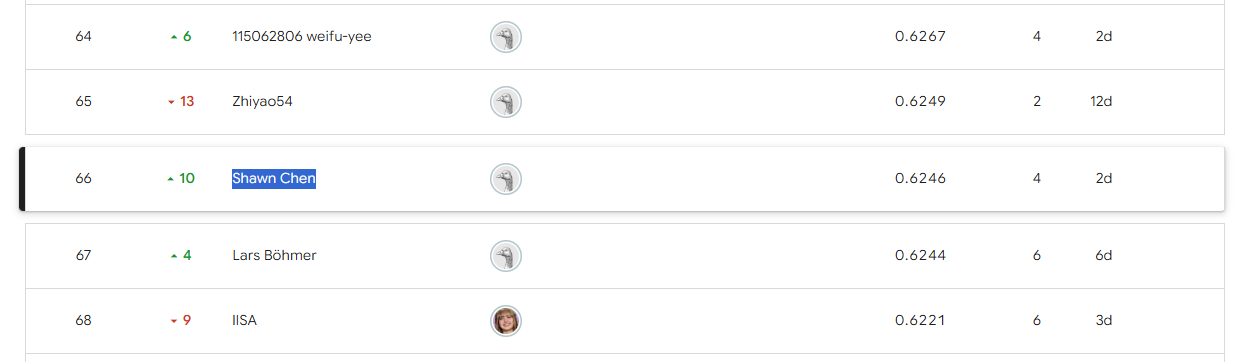 64 6 115062806 weifu-yee 0.6267 4 2d
65 13 Zhiyao54 0.6249 2 12d
66 10 Shawn Chen 0.6246 4 2d
67 4 Lars Böhmer 0.6244 6 6d
68 9 IISA 0.6221 6 3d